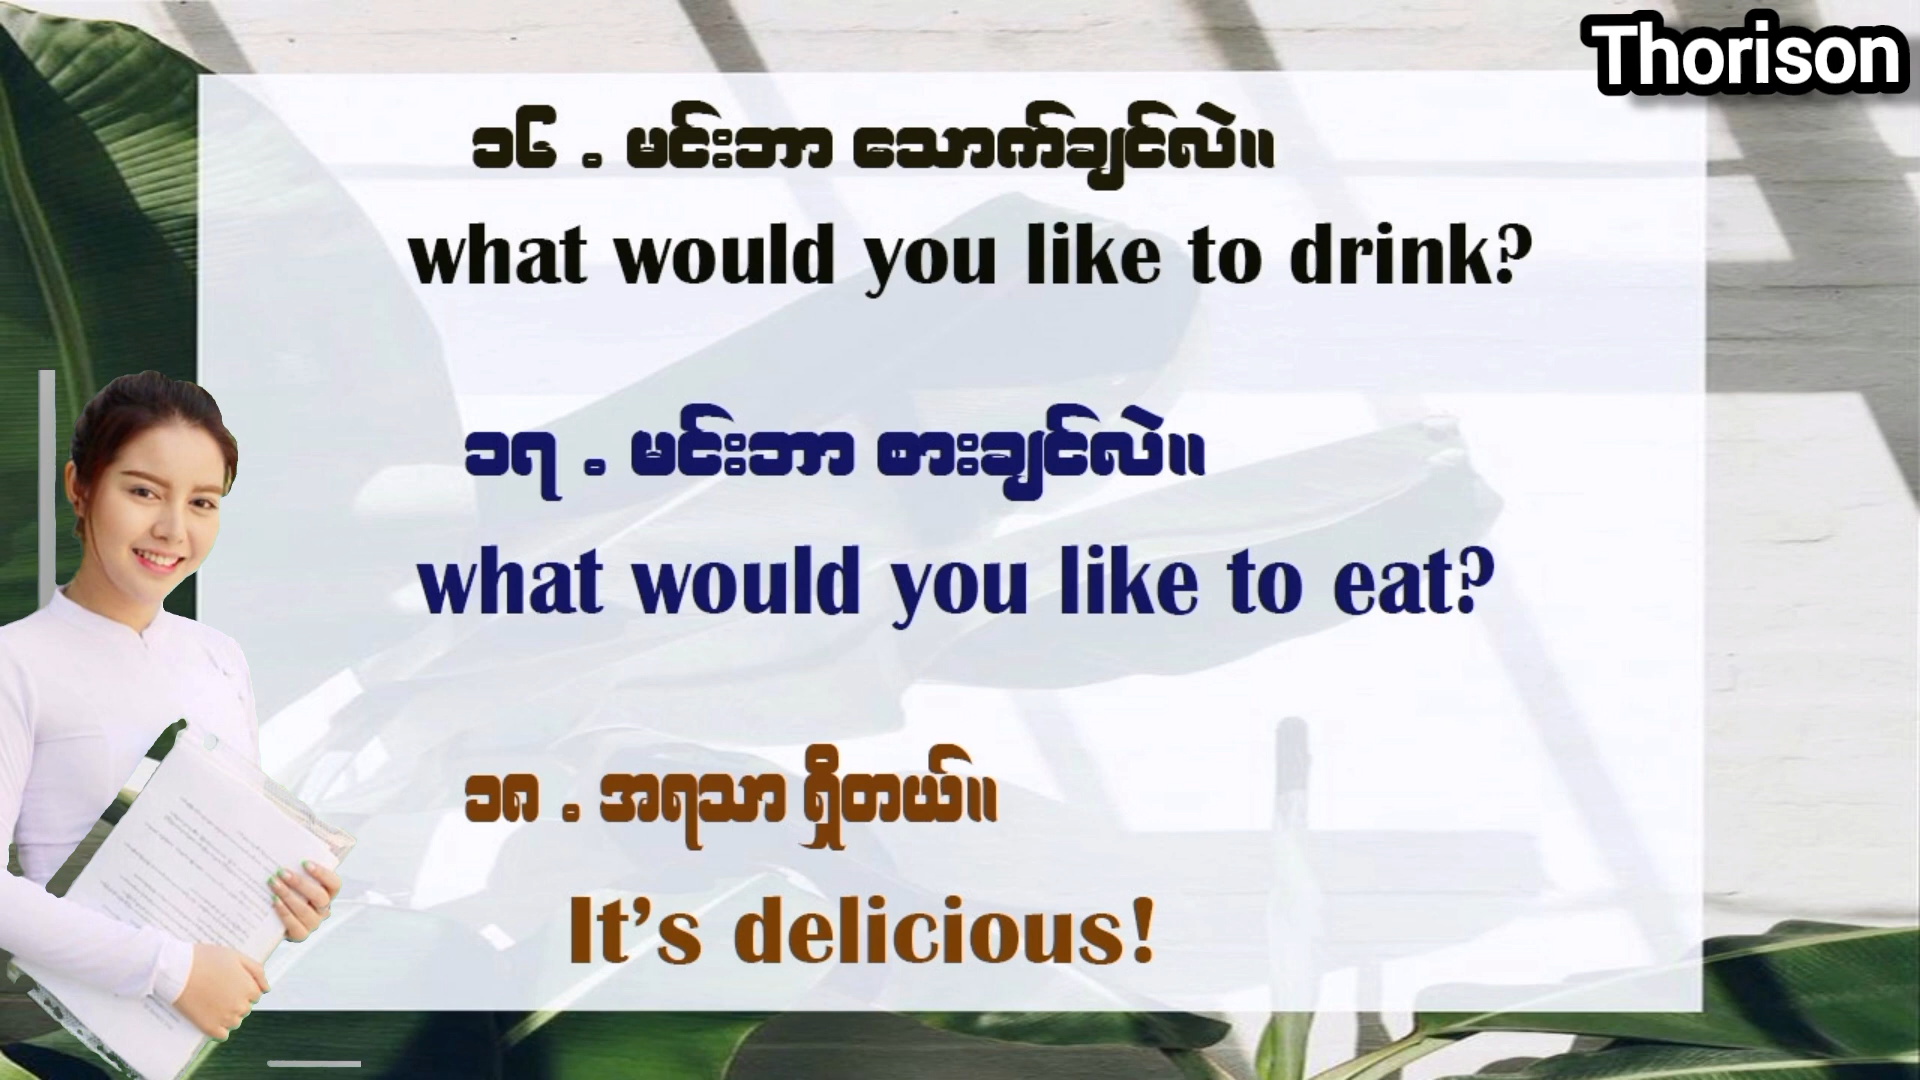 Thorison
၁၆ . မင်းဘာ သောက်ချင်လဲ။
what would you like to drink?
၁၇ . မင်းဘာ စားချင်လဲ။
what would you like to eat?
၁၈ . အရသာ ရှိတယ်။
It’s delicious!